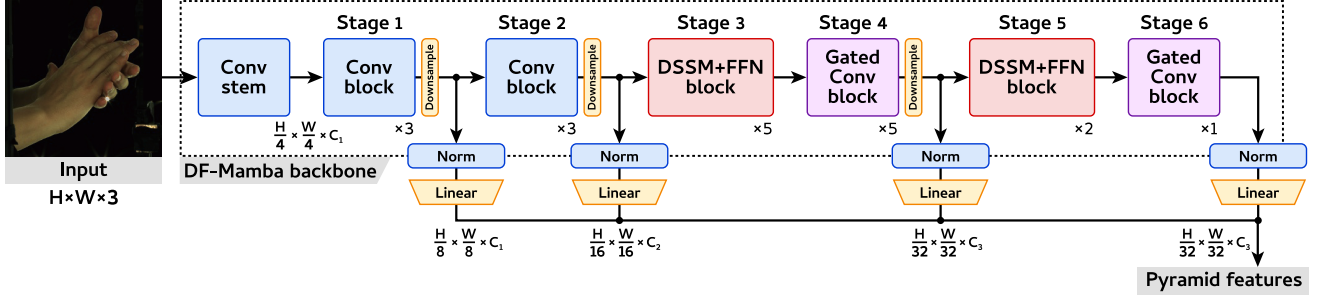 Stage 1
Stage 2
Stage 3
Stage 4
Stage 5
Stage 6
Conv
stem
Conv
block
Downsample
Conv
block
Downsample
DSSM+FFN
block
Gated
Conv
block
Downsample
DSSM+FFN
block
Gated
Conv
block
H/4 × W/4 × C₁
×3
×3
×5
×5
×2
×1
Input
H×W×3
DF-Mamba backbone
Norm
Norm
Norm
Norm
Linear
Linear
Linear
Linear
H/8 × W/8 × C₁
H/16 × W/16 × C₂
H/32 × W/32 × C₃
H/32 × W/32 × C₃
Pyramid features